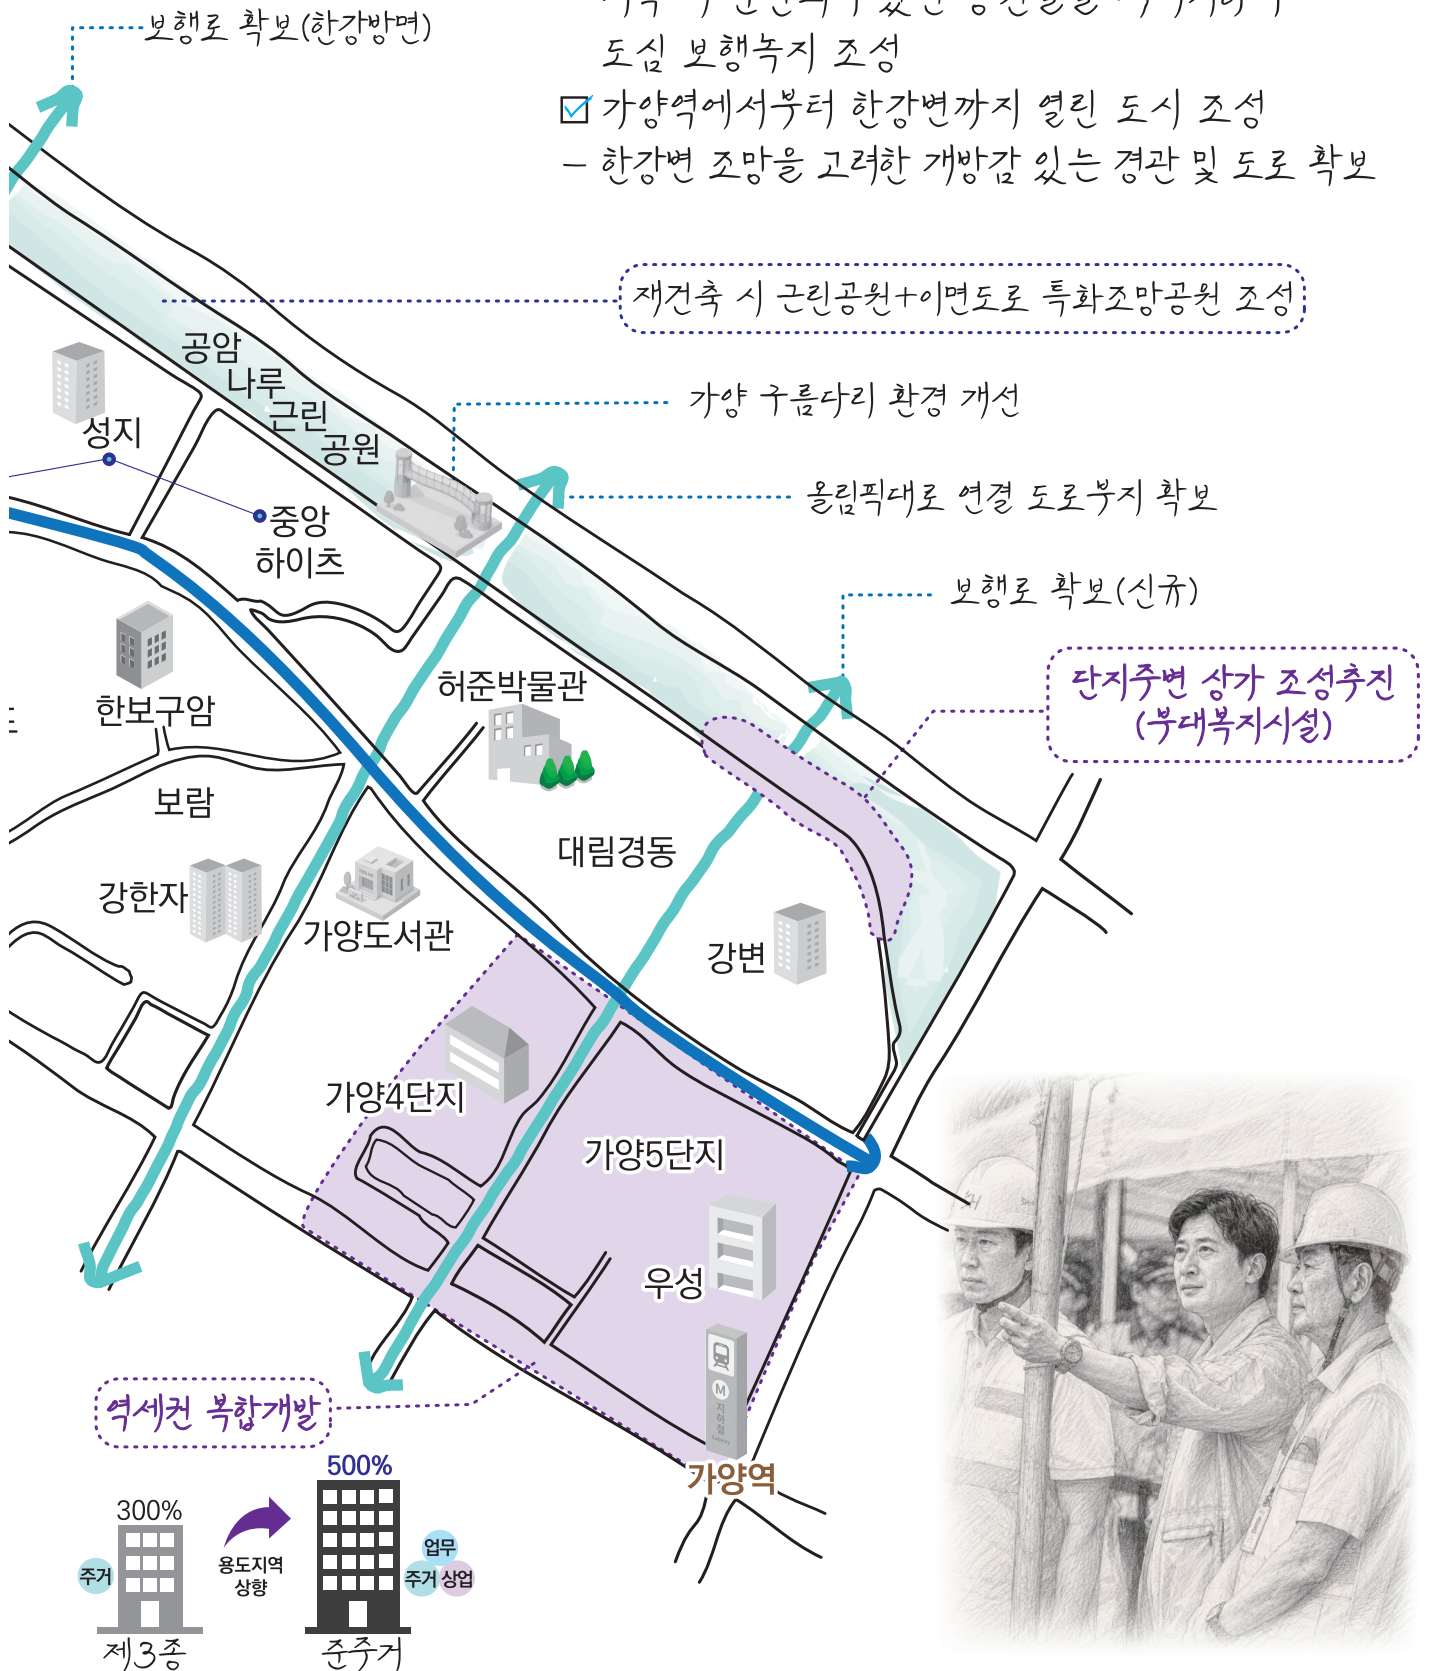 보행로 확보(한강방면)
도심 보행녹지 조성
가양역에서부터 한강변까지 열린 도시 조성
– 한강변 조망을 고려한 개방감 있는 경관 및 도로 확보
재건축 시 근린공원+이면도로 특화조망공원 조성
공암
나루
근린
공원
가양 구름다리 환경 개선
성지
올림픽대로 연결 도로부지 확보
중앙
하이츠
보행로 확보(신규)
단지주변 상가 조성추진
(부대복지시설)
허준박물관
한보구암
보람
대림경동
강한자
가양도서관
강변
가양4단지
가양5단지
우성
M
지하철
Subway
가양역
역세권 복합개발
500%
300%
주거
용도지역
상향
업무
주거
상업
제3종
준주거